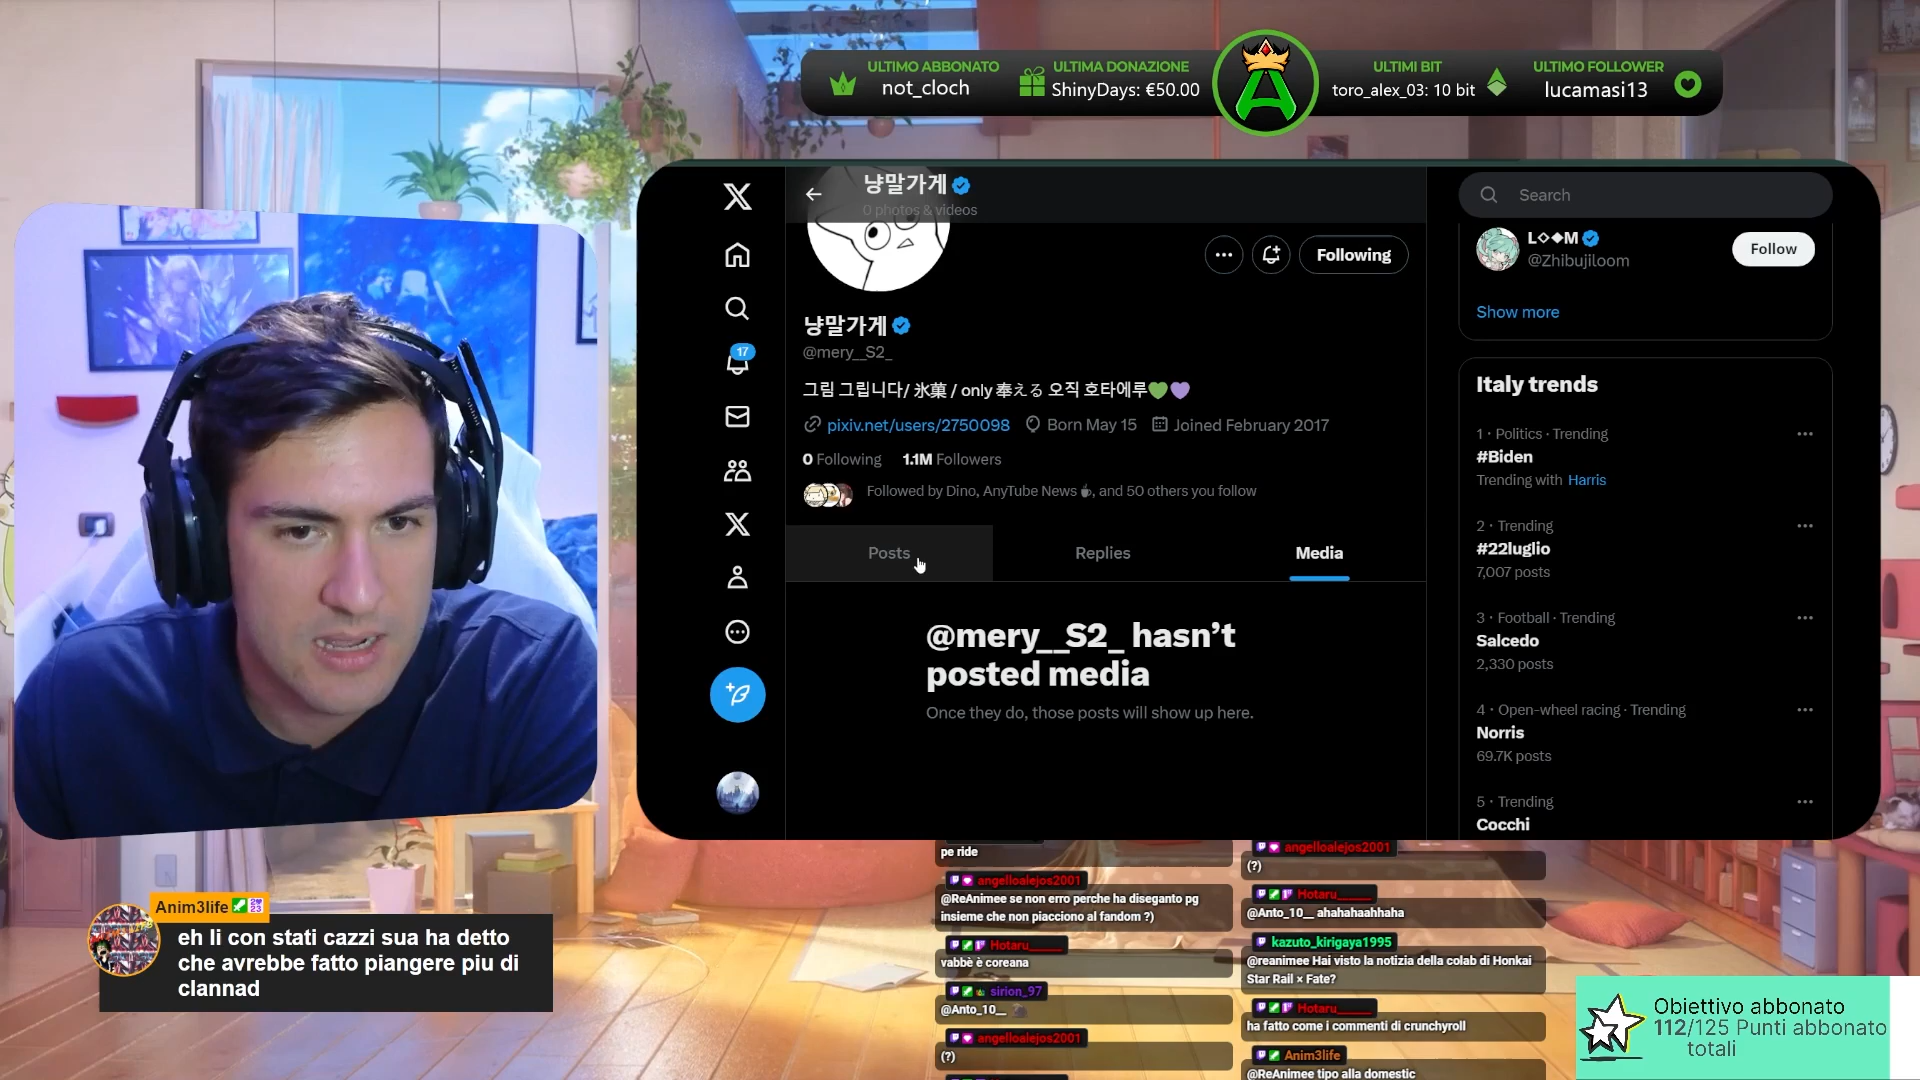 ULTIMO ABBONATO
not_cloch
ULTIMA DONAZIONE
ShinyDays: €50.00
ULTIMI BIT
toro_alex_03: 10 bit
ULTIMO FOLLOWER
lucamasi13
냥말가게
0 photos & videos
Following
냥말가게
@mery__S2_
그림 그립니다/ 氷菓 / only 奉える 오직 호타에루💚💜
pixiv.net/users/2750098 Born May 15 Joined February 2017
0 Following 1.1M Followers
Followed by Dino, AnyTube News, and 50 others you follow
Posts Replies Media
@mery__S2_ hasn’t
posted media
Once they do, those posts will show up here.
17
Search
L◇◆M
@Zhibujiloom
Follow
Show more
Italy trends
1 · Politics · Trending
#Biden
Trending with Harris
2 · Trending
#22luglio
7,007 posts
3 · Football · Trending
Salcedo
2,330 posts
4 · Open-wheel racing · Trending
Norris
69.7K posts
5 · Trending
Cocchi
pe ride
angelloalejos2001
@ReAnimee se non erro perche ha diseganto pg
insieme che non piacciono al fandom ?)
Hotaru______
vabbè è coreana
sirion_97
@Anto_10__
angelloalejos2001
(?)
angelloalejos2001
(?)
Hotaru______
@Anto_10__ ahahahaahhaha
kazuto_kirigaya1995
@reanimee Hai visto la notizia della colab di Honkai
Star Rail × Fate?
Hotaru______
ha fatto come i commenti di crunchyroll
Anim3life
@ReAnimee tipo alla domestic
Anim3life
eh li con stati cazzi sua ha detto
che avrebbe fatto piangere piu di
clannad
Obiettivo abbonato
112/125 Punti abbonato
totali